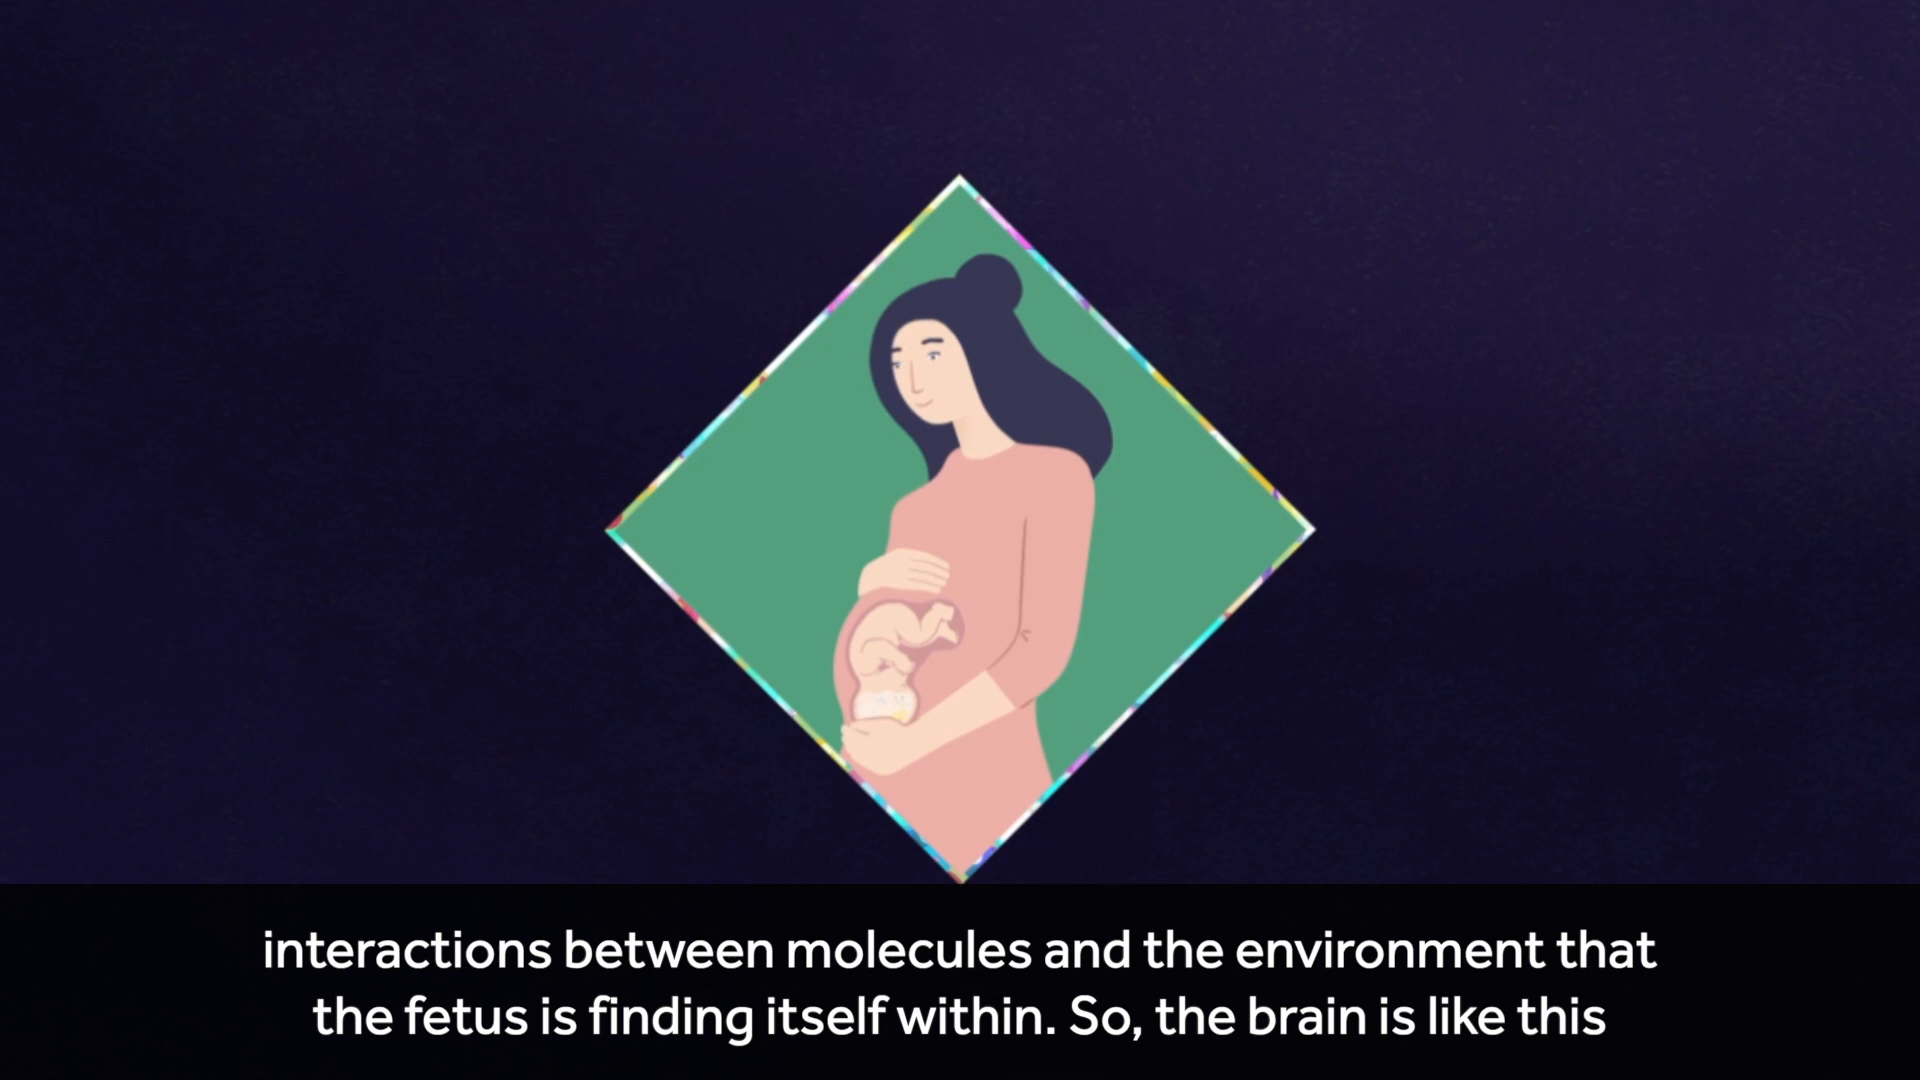 interactions between molecules and the environment that
the fetus is finding itself within. So, the brain is like this